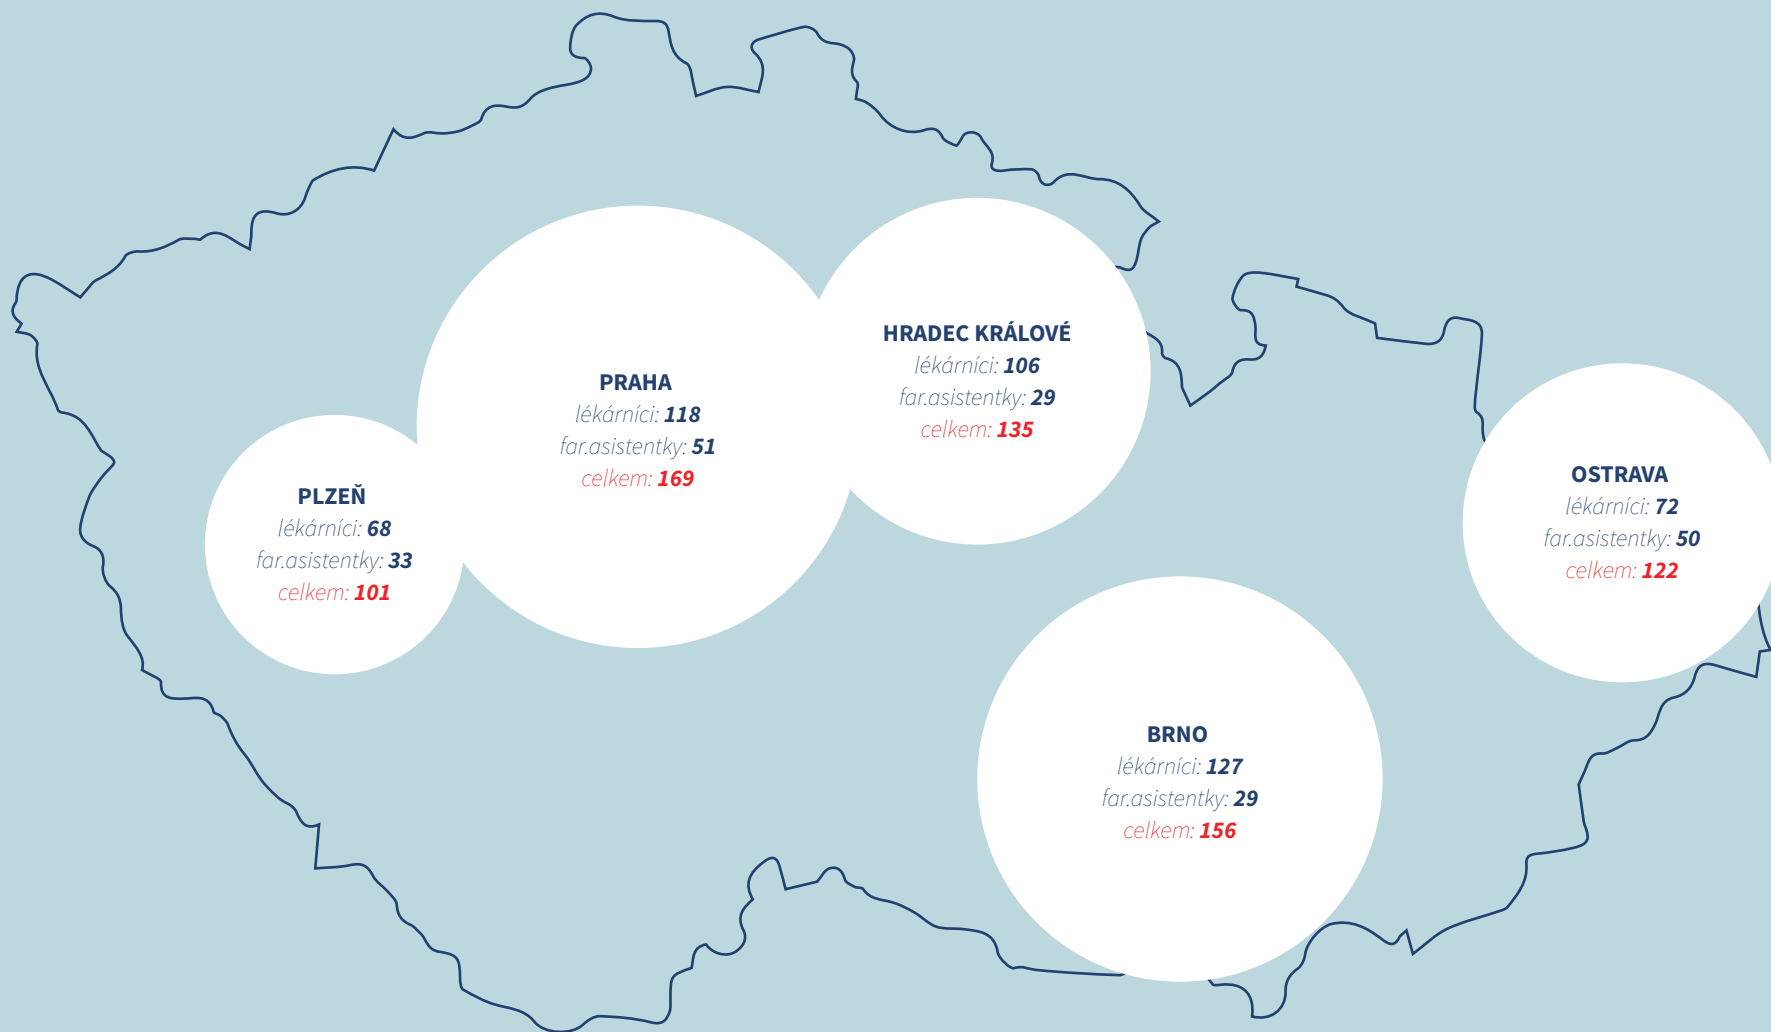 HRADEC KRÁLOVÉ
lékárníci: 106
far.asistentky: 29
celkem: 135
PRAHA
lékárníci: 118
far.asistentky: 51
celkem: 169
PLZEŇ
lékárníci: 68
far.asistentky: 33
celkem: 101
OSTRAVA
lékárníci: 72
far.asistentky: 50
celkem: 122
BRNO
lékárníci: 127
far.asistentky: 29
celkem: 156